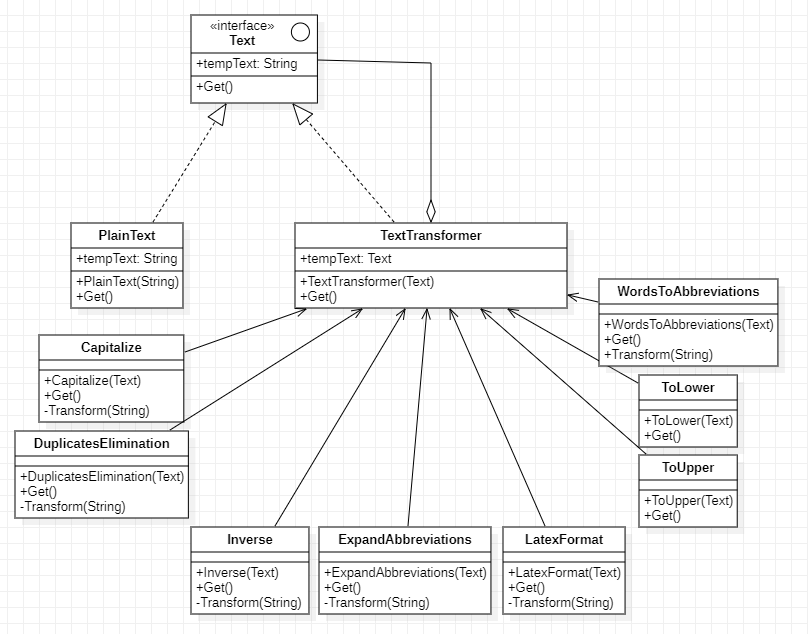 «interface»
Text
+tempText: String
+Get()
PlainText
+tempText: String
+PlainText(String)
+Get()
TextTransformer
+tempText: Text
+TextTransformer(Text)
+Get()
WordsToAbbreviations
+WordsToAbbreviations(Text)
+Get()
+Transform(String)
Capitalize
+Capitalize(Text)
+Get()
-Transform(String)
ToLower
+ToLower(Text)
+Get()
DuplicatesElimination
+DuplicatesElimination(Text)
+Get()
-Transform(String)
ToUpper
+ToUpper(Text)
+Get()
Inverse
+Inverse(Text)
+Get()
-Transform(String)
ExpandAbbreviations
+ExpandAbbreviations(Text)
+Get()
-Transform(String)
LatexFormat
+LatexFormat(Text)
+Get()
-Transform(String)